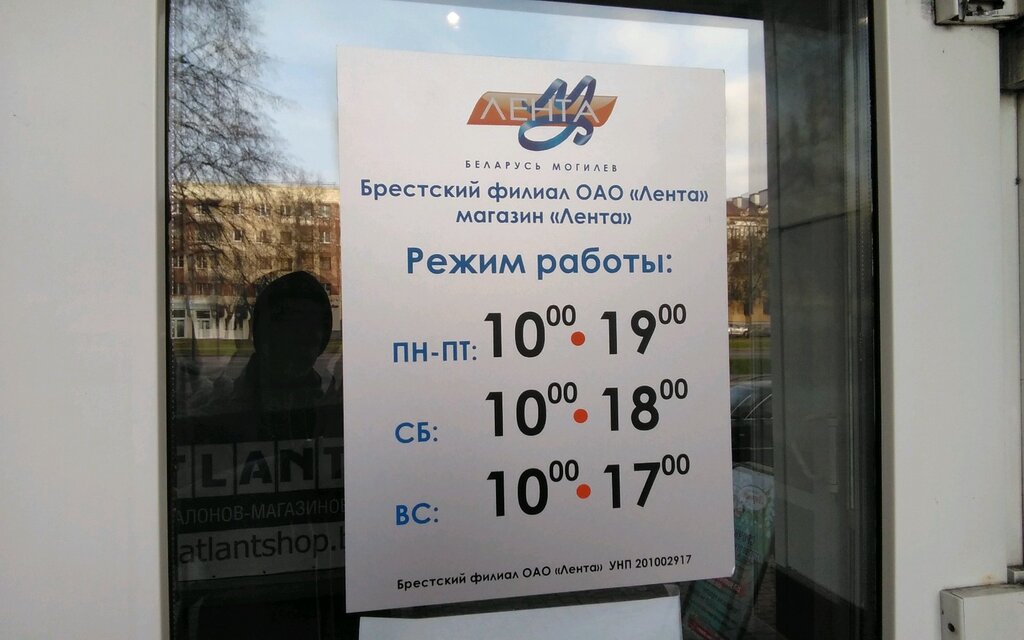 ЛЕНТА
БЕЛАРУСЬ МОГИЛЕВ
Брестский филиал ОАО «Лента»
магазин «Лента»
Режим работы:
ПН-ПТ: 10⁰⁰ • 19⁰⁰
СБ: 10⁰⁰ • 18⁰⁰
ВС: 10⁰⁰ • 17⁰⁰
Брестский филиал ОАО «Лента» УНП 201002917
LANT
АЛОНОВ-МАГАЗИНОВ
atlantshop.